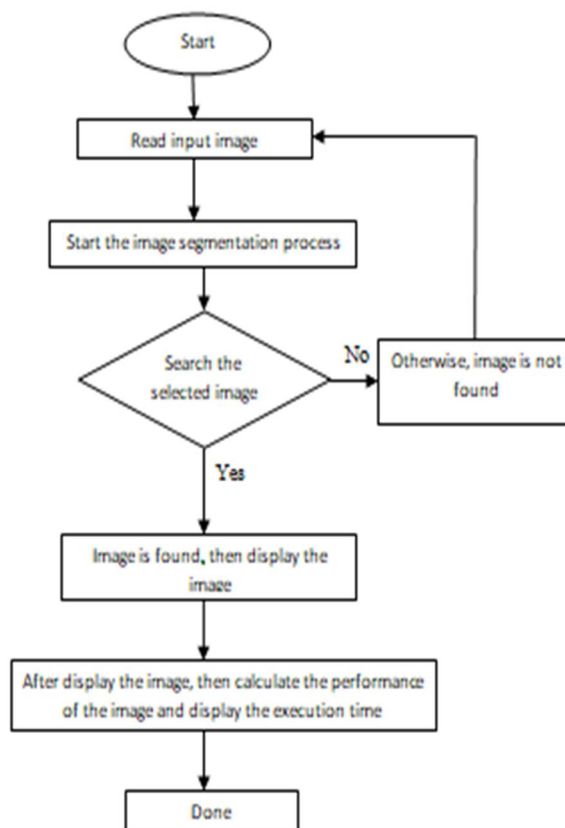 Start
Read input image
Start the image segmentation process
Search the
selected image
No
Otherwise, image is not
found
Yes
Image is found, then display the
image
After display the image, then calculate the performance
of the image and display the execution time
Done